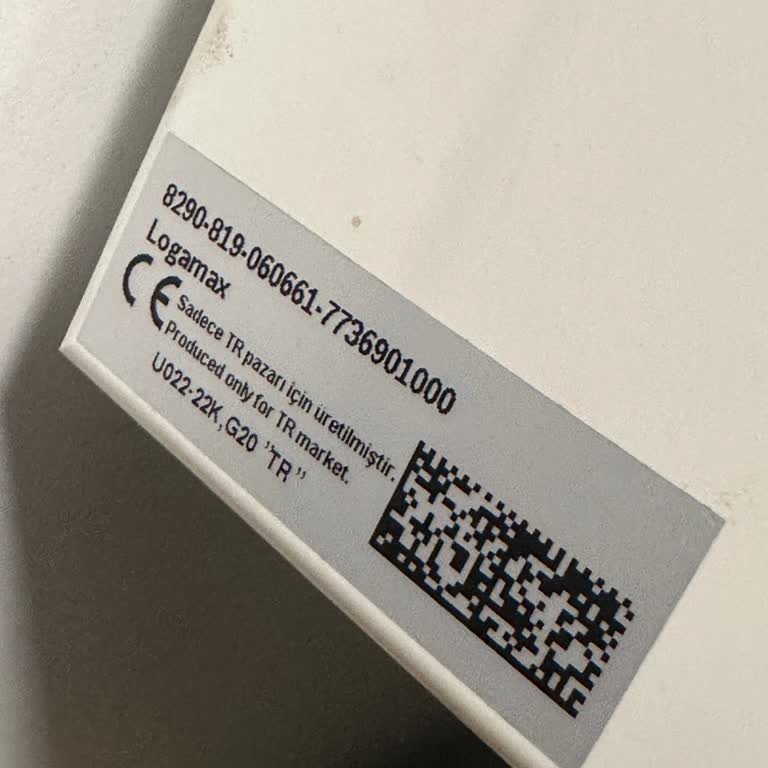 8290-819-060661-7736901000
Logamax
CE Sadece TR pazarı için üretilmiştir.
Produced only for TR market.
U022-22K, G20 "TR"